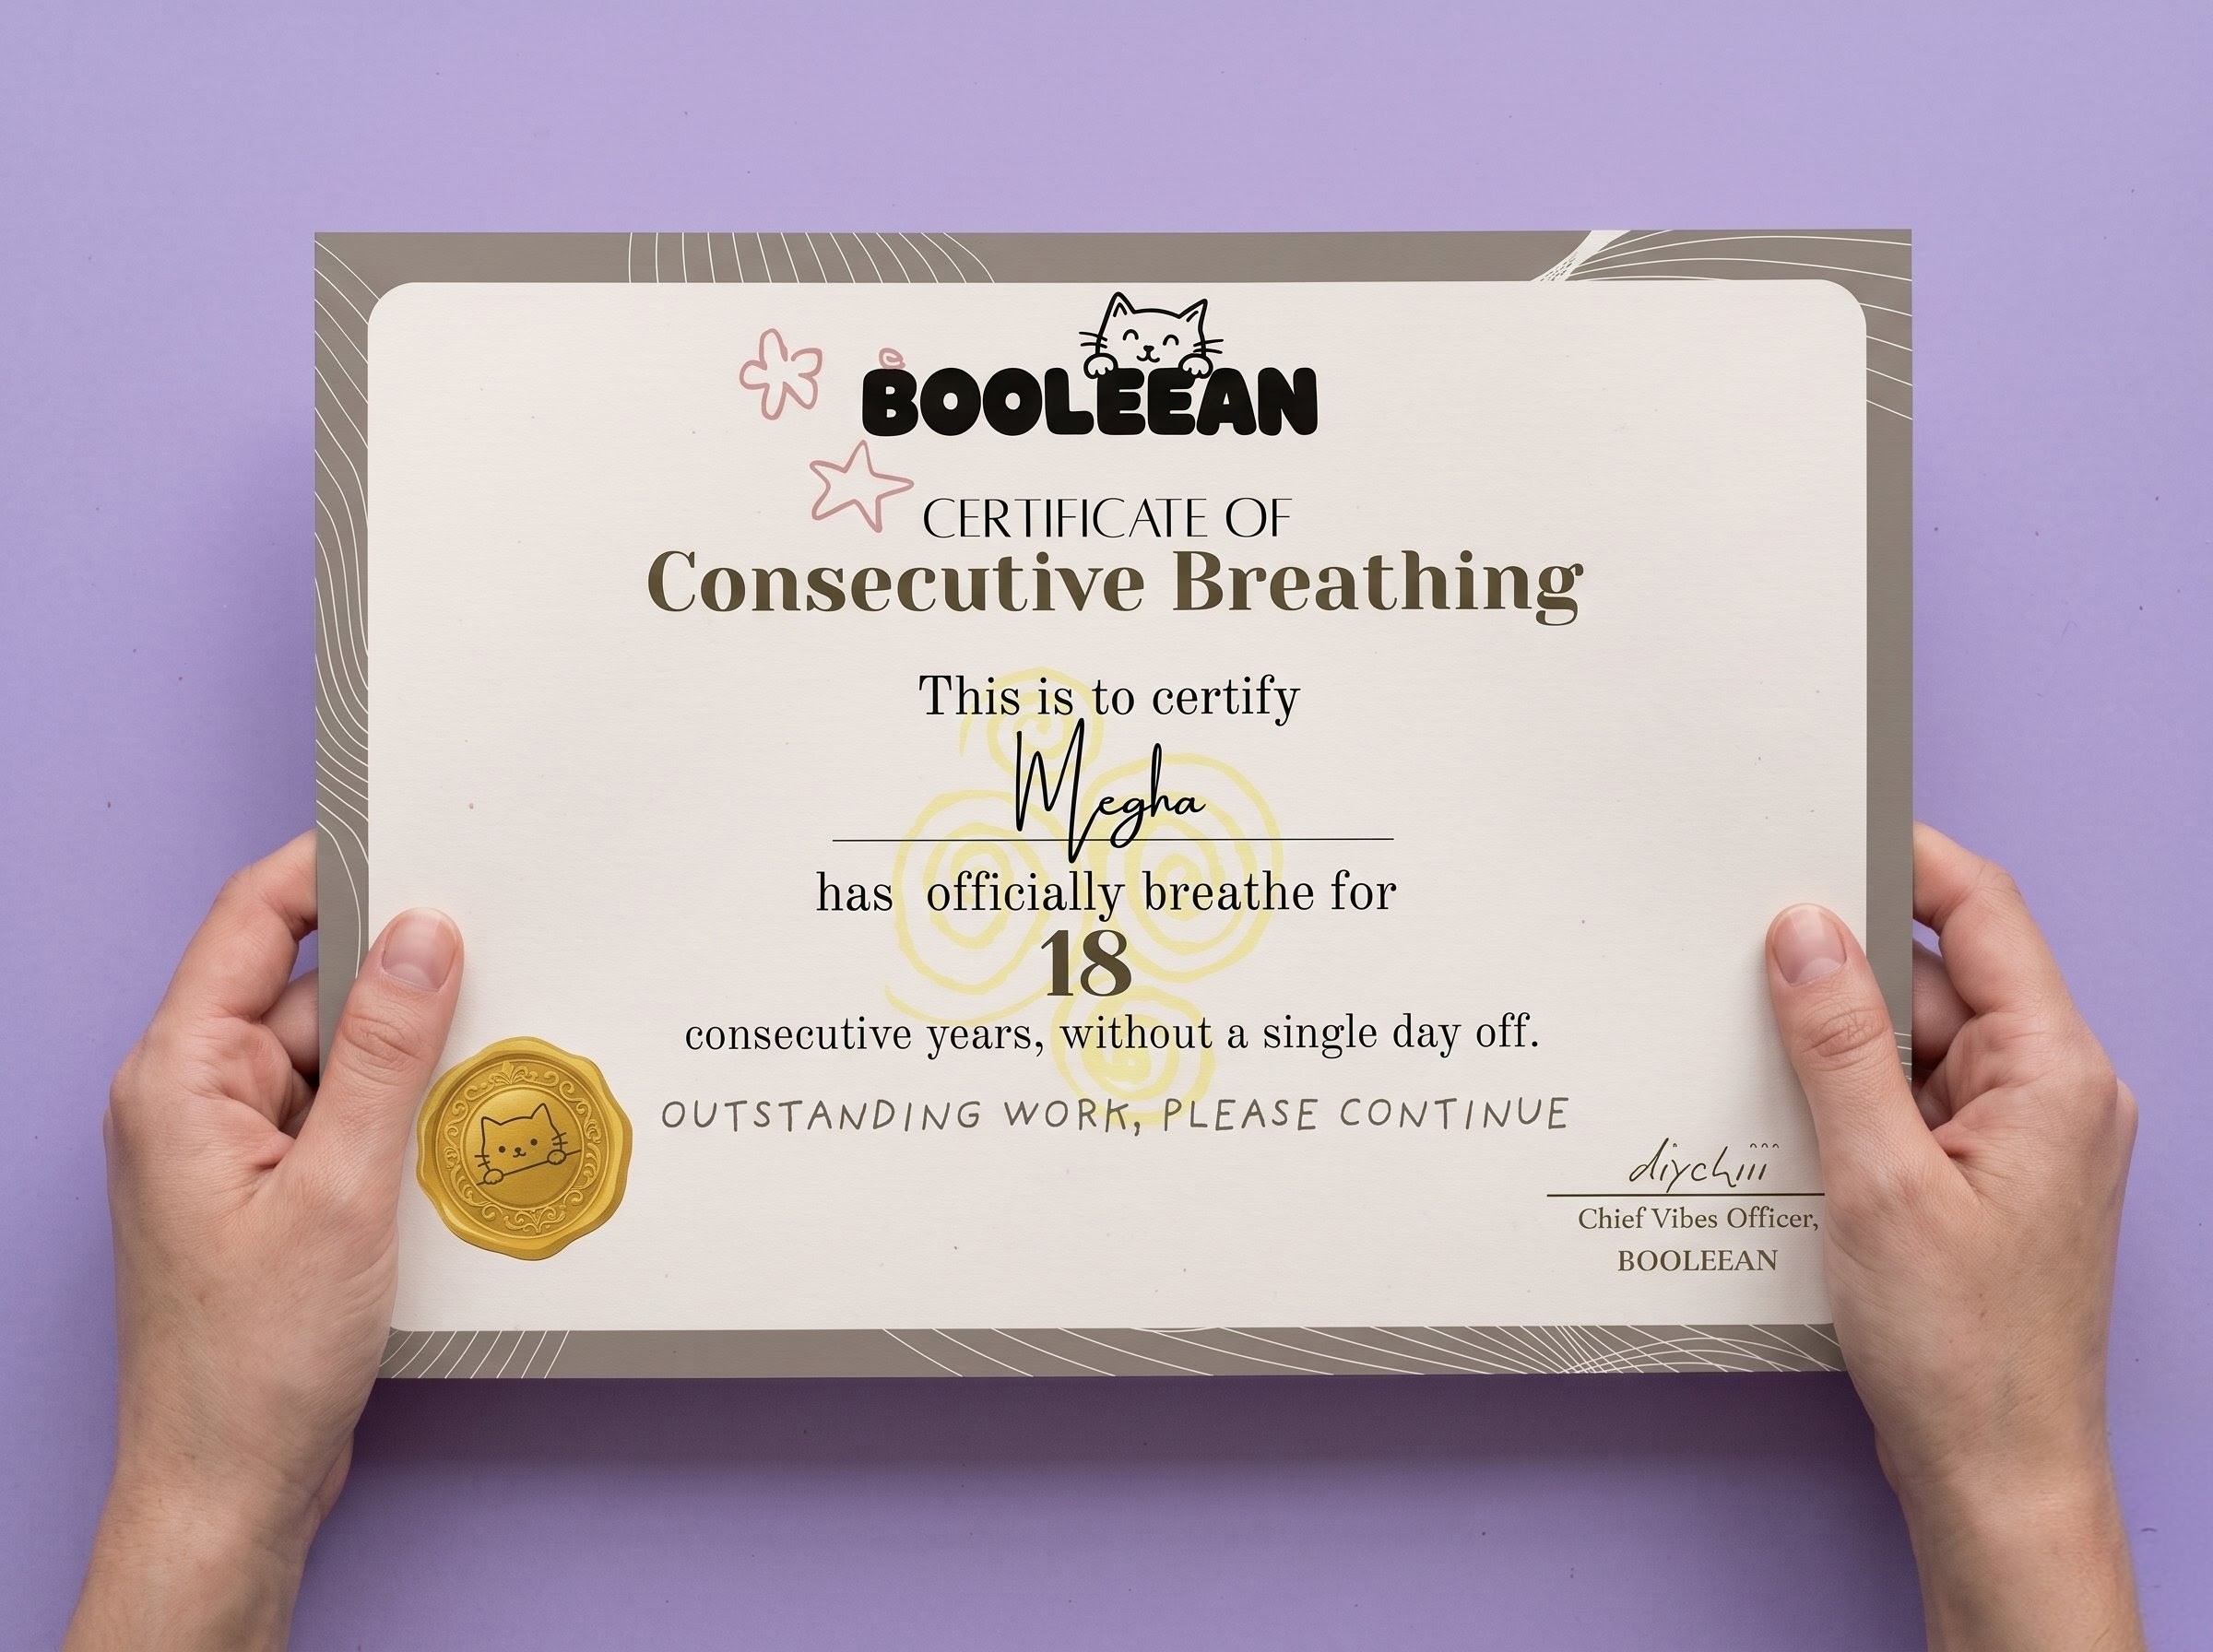 BOOLEEAN
CERTIFICATE OF
Consecutive Breathing
This is to certify
Megha
has officially breathe for
18
consecutive years, without a single day off.
OUTSTANDING WORK, PLEASE CONTINUE
diychiii
Chief Vibes Officer,
BOOLEEAN